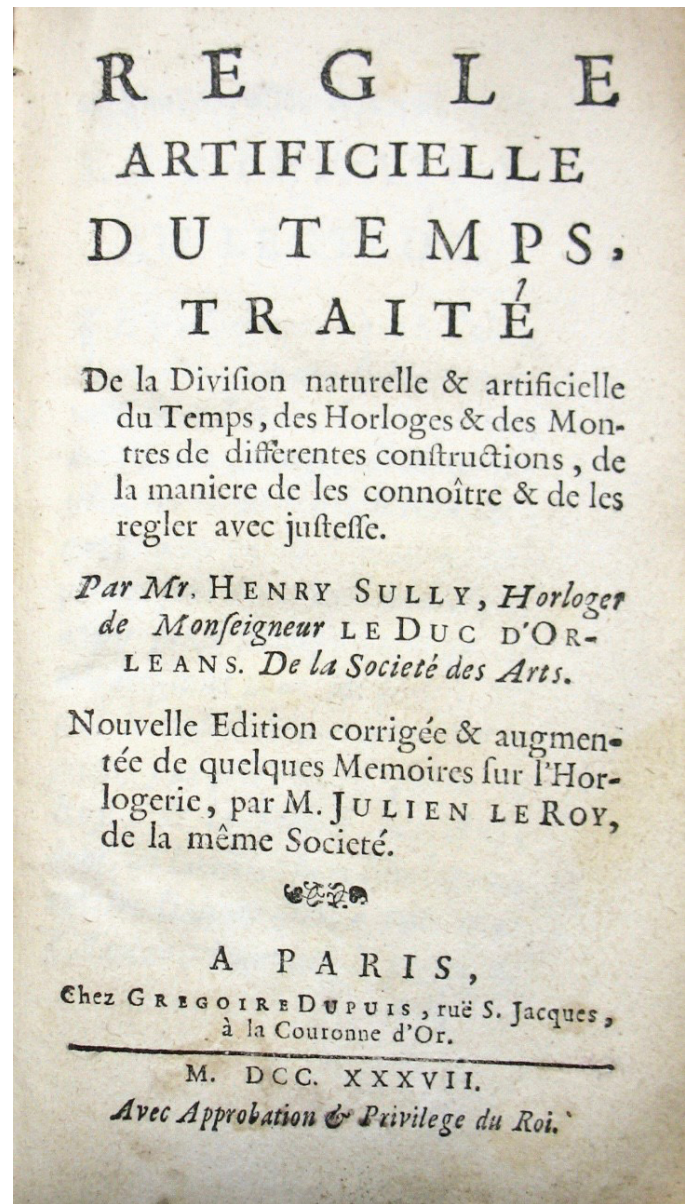 REGLE
ARTIFICIELLE
DU TEMPS,
TRAITÉ
De la Diviſion naturelle & artificielle
du Temps, des Horloges & des Mon-
tres de differentes conſtructions, de
la maniere de les connoître & de les
regler avec juſteſſe.
Par Mr. HENRY SULLY, Horloger
de Monſeigneur LE DUC D'OR-
LEANS. De la Societé des Arts.
Nouvelle Edition corrigée & augmen-
tée de quelques Memoires ſur l'Hor-
logerie, par M. JULIEN LE ROY,
de la même Societé.
A PARIS,
Chez GREGOIRE DUPUIS, ruë S. Jacques,
à la Couronne d'Or.
M. DCC. XXXVII.
Avec Approbation & Privilege du Roi.